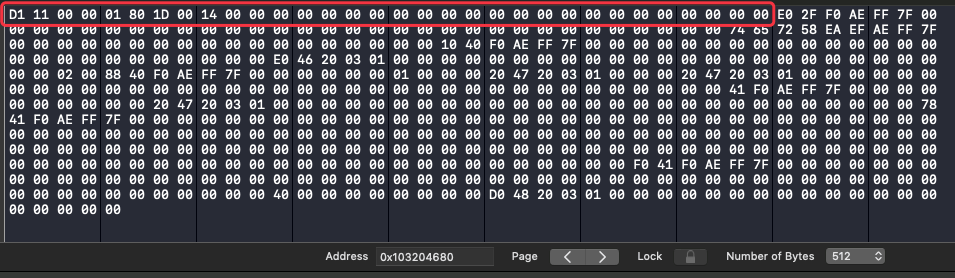 D1 11 00 00 01 80 1D 00 14 00 00 00 00 00 00 00 00 00 00 00 00 00 00 00 00 00 00 00 00 00 00 00 E0 2F F0 AE FF 7F 00
00 00 00 00 00 00 00 00 00 00 00 00 00 00 00 00 00 00 00 00 00 00 00 00 00 00 00 00 00 00 74 65 72 58 EA EF AE FF 7F
00 00 00 00 00 00 00 00 00 00 00 00 00 00 00 00 00 00 10 40 F0 AE FF 7F 00 00 00 00 00 00 00 00 00 00 00 00 00 00 00
00 00 00 00 00 00 00 00 00 00 00 E0 46 20 03 01 00 00 00 00 00 00 00 00 00 00 00 00 00 00 00 00 00 00 00 00 00 00 00
00 00 02 00 88 40 F0 AE FF 7F 00 00 00 00 00 00 01 00 00 00 20 47 20 03 01 00 00 00 20 47 20 03 01 00 00 00 00 00 00
00 00 00 00 00 00 00 00 00 00 00 00 00 00 00 00 00 00 00 00 00 00 00 00 00 00 00 00 00 00 41 F0 AE FF 7F 00 00 00 00
00 00 00 00 00 00 20 47 20 03 01 00 00 00 00 00 00 00 00 00 00 00 00 00 00 00 00 00 00 00 00 00 00 00 00 00 00 00 78
41 F0 AE FF 7F 00 00 00 00 00 00 00 00 00 00 00 00 00 00 00 00 00 00 00 00 00 00 00 00 00 00 00 00 00 00 00 00 00 00
00 00 00 00 00 00 00 00 00 00 00 00 00 00 00 00 00 00 00 00 00 00 00 00 00 00 00 00 00 00 00 00 00 00 00 00 00 00 00
00 00 00 00 00 00 00 00 00 00 00 00 00 00 00 00 00 00 00 00 00 00 00 00 00 00 00 00 00 00 00 00 00 00 00 00 00 00 00
00 00 00 00 00 00 00 00 00 00 00 00 00 00 00 00 00 00 00 00 00 00 00 00 00 00 F0 41 F0 AE FF 7F 00 00 00 00 00 00 00
00 00 00 00 00 00 00 00 00 00 00 00 00 00 00 00 00 00 00 00 00 00 00 00 00 00 00 00 00 00 00 00 00 00 00 00 00 00 00
00 00 00 00 00 00 00 00 00 00 00 40 00 00 00 00 00 00 00 00 D0 48 20 03 01 00 00 00 00 00 00 00 00 00 00 00 00 00 00
00 00 00 00 00
Address 0x103204680 Page Lock Number of Bytes 512